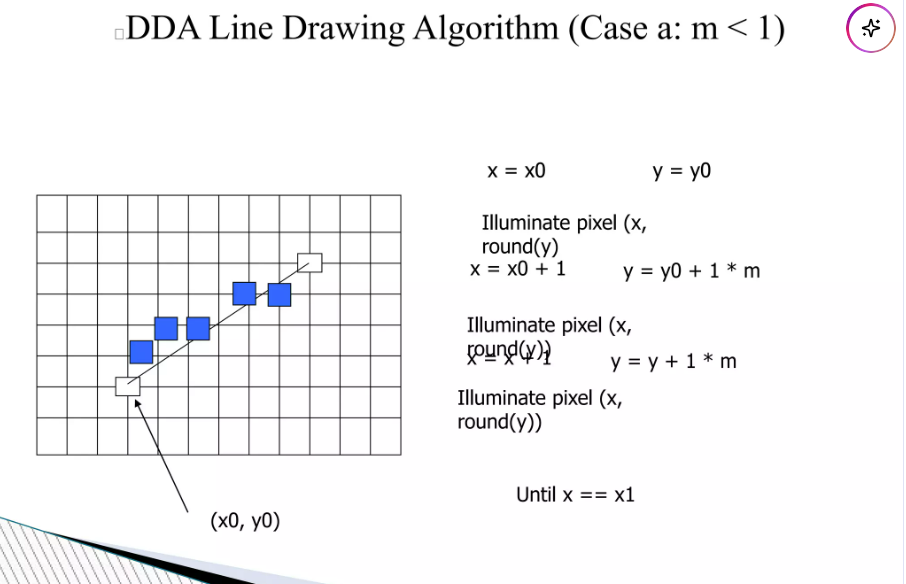 DDA Line Drawing Algorithm (Case a: m < 1)
x = x0 y = y0
Illuminate pixel (x,
round(y)
x = x0 + 1 y = y0 + 1 * m
Illuminate pixel (x,
round(y))
x = x + 1 y = y + 1 * m
Illuminate pixel (x,
round(y))
Until x == x1
(x0, y0)